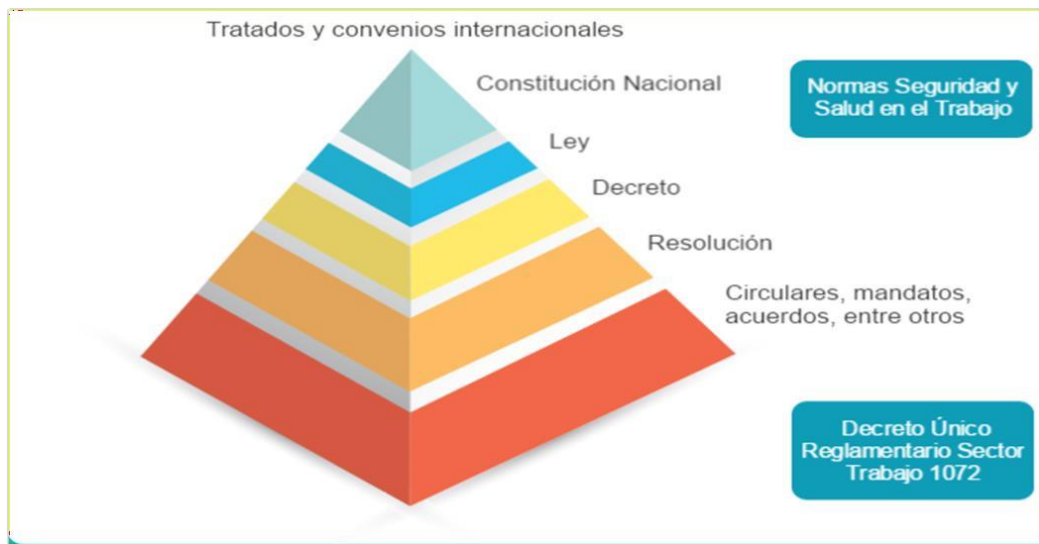 Tratados y convenios internacionales
Constitución Nacional
Normas Seguridad y
Salud en el Trabajo
Ley
Decreto
Resolución
Circulares, mandatos,
acuerdos, entre otros
Decreto Único
Reglamentario Sector
Trabajo 1072